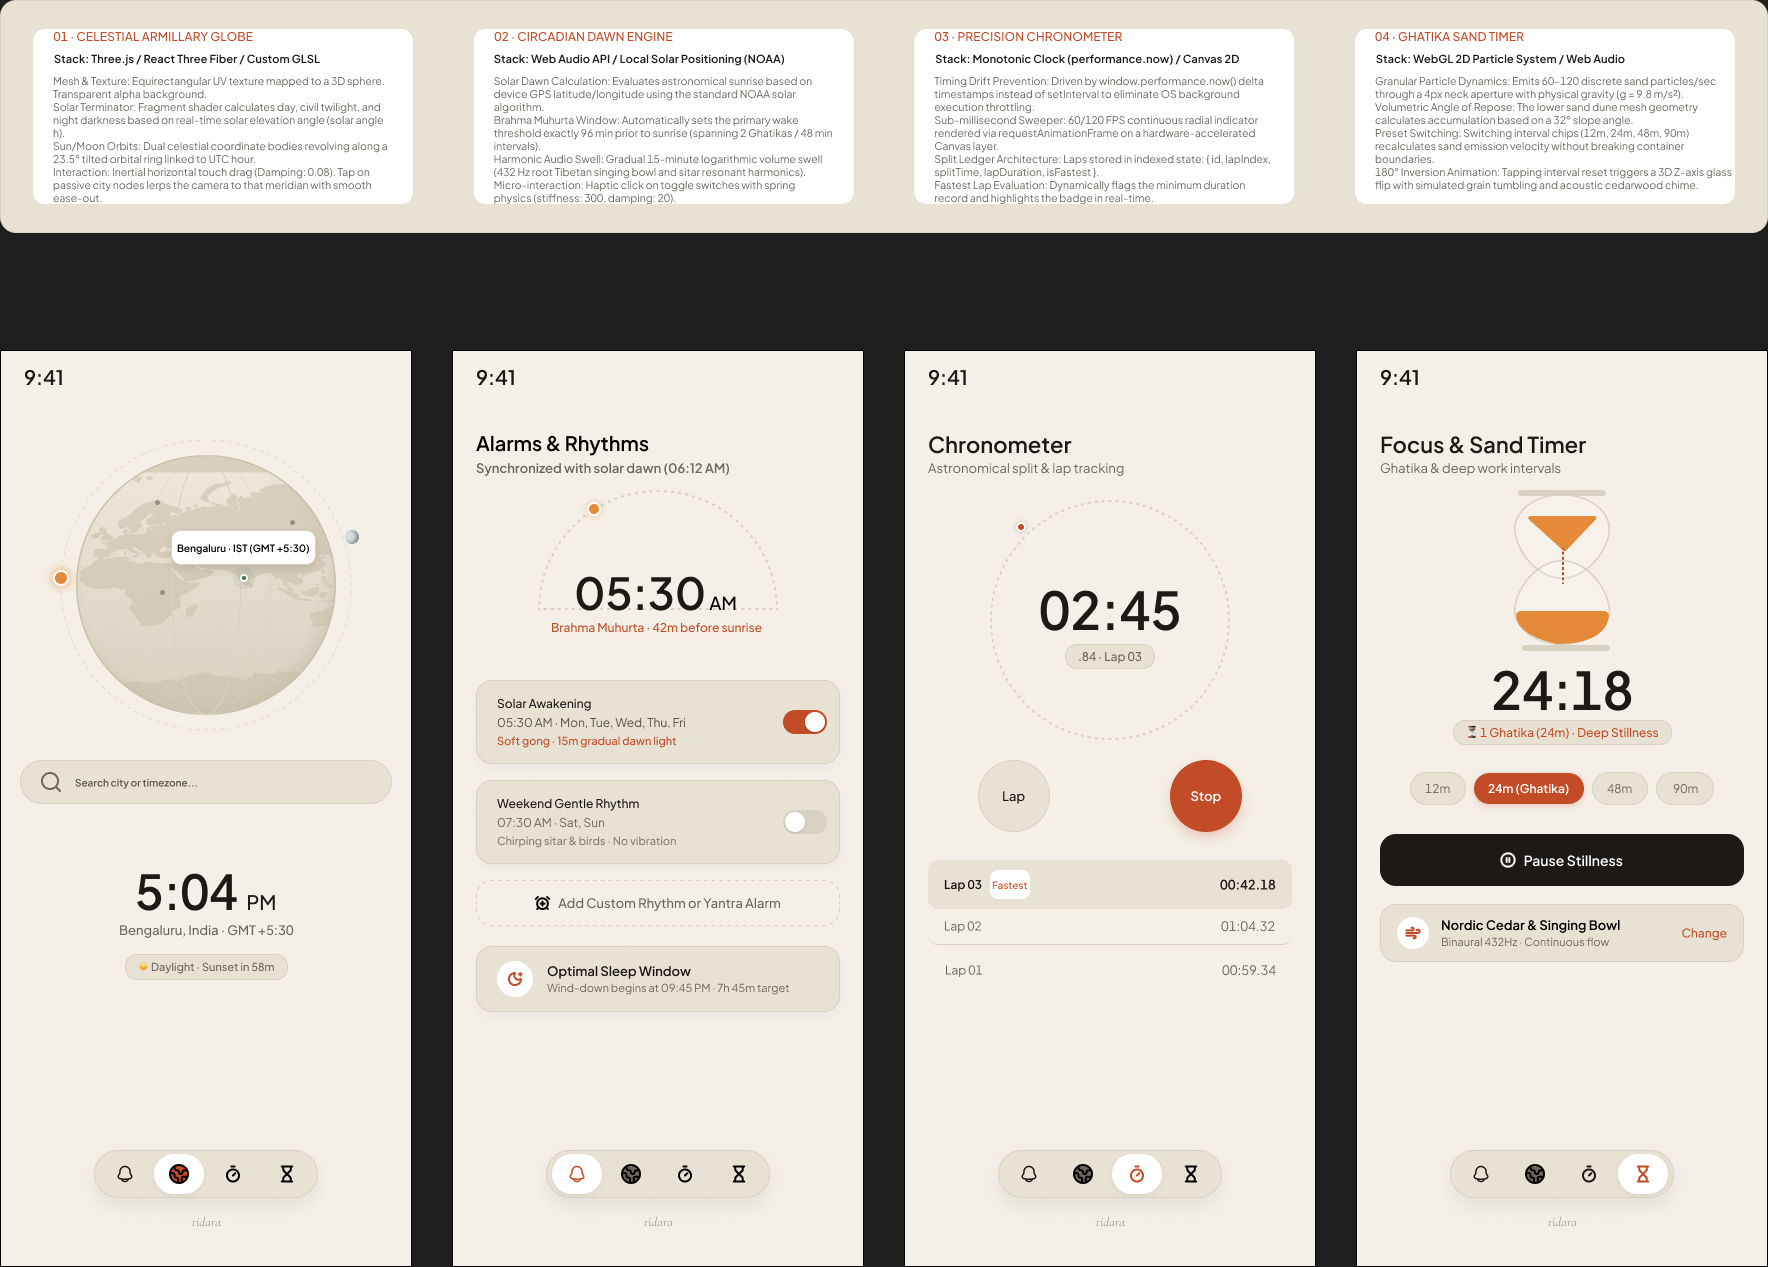 01 · CELESTIAL ARMILLARY GLOBE
Stack: Three.js / React Three Fiber / Custom GLSL
Mesh & Texture: Equirectangular UV texture mapped to a 3D sphere.
Transparent alpha background.
Solar Terminator: Fragment shader calculates day, civil twilight, and
night darkness based on real-time solar elevation angle (solar angle
h).
Sun/Moon Orbits: Dual celestial coordinate bodies revolving along a
23.5° tilted orbital ring linked to UTC hour.
Interaction: Inertial horizontal touch drag (Damping: 0.08). Tap on
passive city nodes lerps the camera to that meridian with smooth
ease-out.
02 · CIRCADIAN DAWN ENGINE
Stack: Web Audio API / Local Solar Positioning (NOAA)
Solar Dawn Calculation: Evaluates astronomical sunrise based on
device GPS latitude/longitude using the standard NOAA solar
algorithm.
Brahma Muhurta Window: Automatically sets the primary wake
threshold exactly 96 min prior to sunrise (spanning 2 Ghatikas / 48 min
intervals).
Harmonic Audio Swell: Gradual 15-minute logarithmic volume swell
(432 Hz root Tibetan singing bowl and sitar resonant harmonics).
Micro-interaction: Haptic click on toggle switches with spring
physics (stiffness: 300, damping: 20).
03 · PRECISION CHRONOMETER
Stack: Monotonic Clock (performance.now) / Canvas 2D
Timing Drift Prevention: Driven by window.performance.now() delta
timestamps instead of setInterval to eliminate OS background
execution throttling.
Sub-millisecond Sweeper: 60/120 FPS continuous radial indicator
rendered via requestAnimationFrame on a hardware-accelerated
Canvas layer.
Split Ledger Architecture: Laps stored in indexed state: { id, lapIndex,
splitTime, lapDuration, isFastest }.
Fastest Lap Evaluation: Dynamically flags the minimum duration
record and highlights the badge in real-time.
04 · GHATIKA SAND TIMER
Stack: WebGL 2D Particle System / Web Audio
Granular Particle Dynamics: Emits 60-120 discrete sand particles/sec
through a 4px neck aperture with physical gravity (g = 9.8 m/s²).
Volumetric Angle of Repose: The lower sand dune mesh geometry
calculates accumulation based on a 32° slope angle.
Preset Switching: Switching interval chips (12m, 24m, 48m, 90m)
recalculates sand emission velocity without breaking container
boundaries.
180° Inversion Animation: Tapping interval reset triggers a 3D Z-axis glass
flip with simulated grain tumbling and acoustic cedarwood chime.
9:41
Bengaluru · IST (GMT +5:30)
Search city or timezone...
5:04 PM
Bengaluru, India · GMT +5:30
Daylight · Sunset in 58m
tidara
9:41
Alarms & Rhythms
Synchronized with solar dawn (06:12 AM)
05:30 AM
Brahma Muhurta · 42m before sunrise
Solar Awakening
05:30 AM · Mon, Tue, Wed, Thu, Fri
Soft gong · 15m gradual dawn light
Weekend Gentle Rhythm
07:30 AM · Sat, Sun
Chirping sitar & birds · No vibration
Add Custom Rhythm or Yantra Alarm
Optimal Sleep Window
Wind-down begins at 09:45 PM · 7h 45m target
tidara
9:41
Chronometer
Astronomical split & lap tracking
02:45
.84 · Lap 03
Lap
Stop
Lap 03 Fastest 00:42.18
Lap 02 01:04.32
Lap 01 00:59.34
tidara
9:41
Focus & Sand Timer
Ghatika & deep work intervals
24:18
1 Ghatika (24m) · Deep Stillness
12m 24m (Ghatika) 48m 90m
Pause Stillness
Nordic Cedar & Singing Bowl
Binaural 432Hz · Continuous flow
Change
tidara